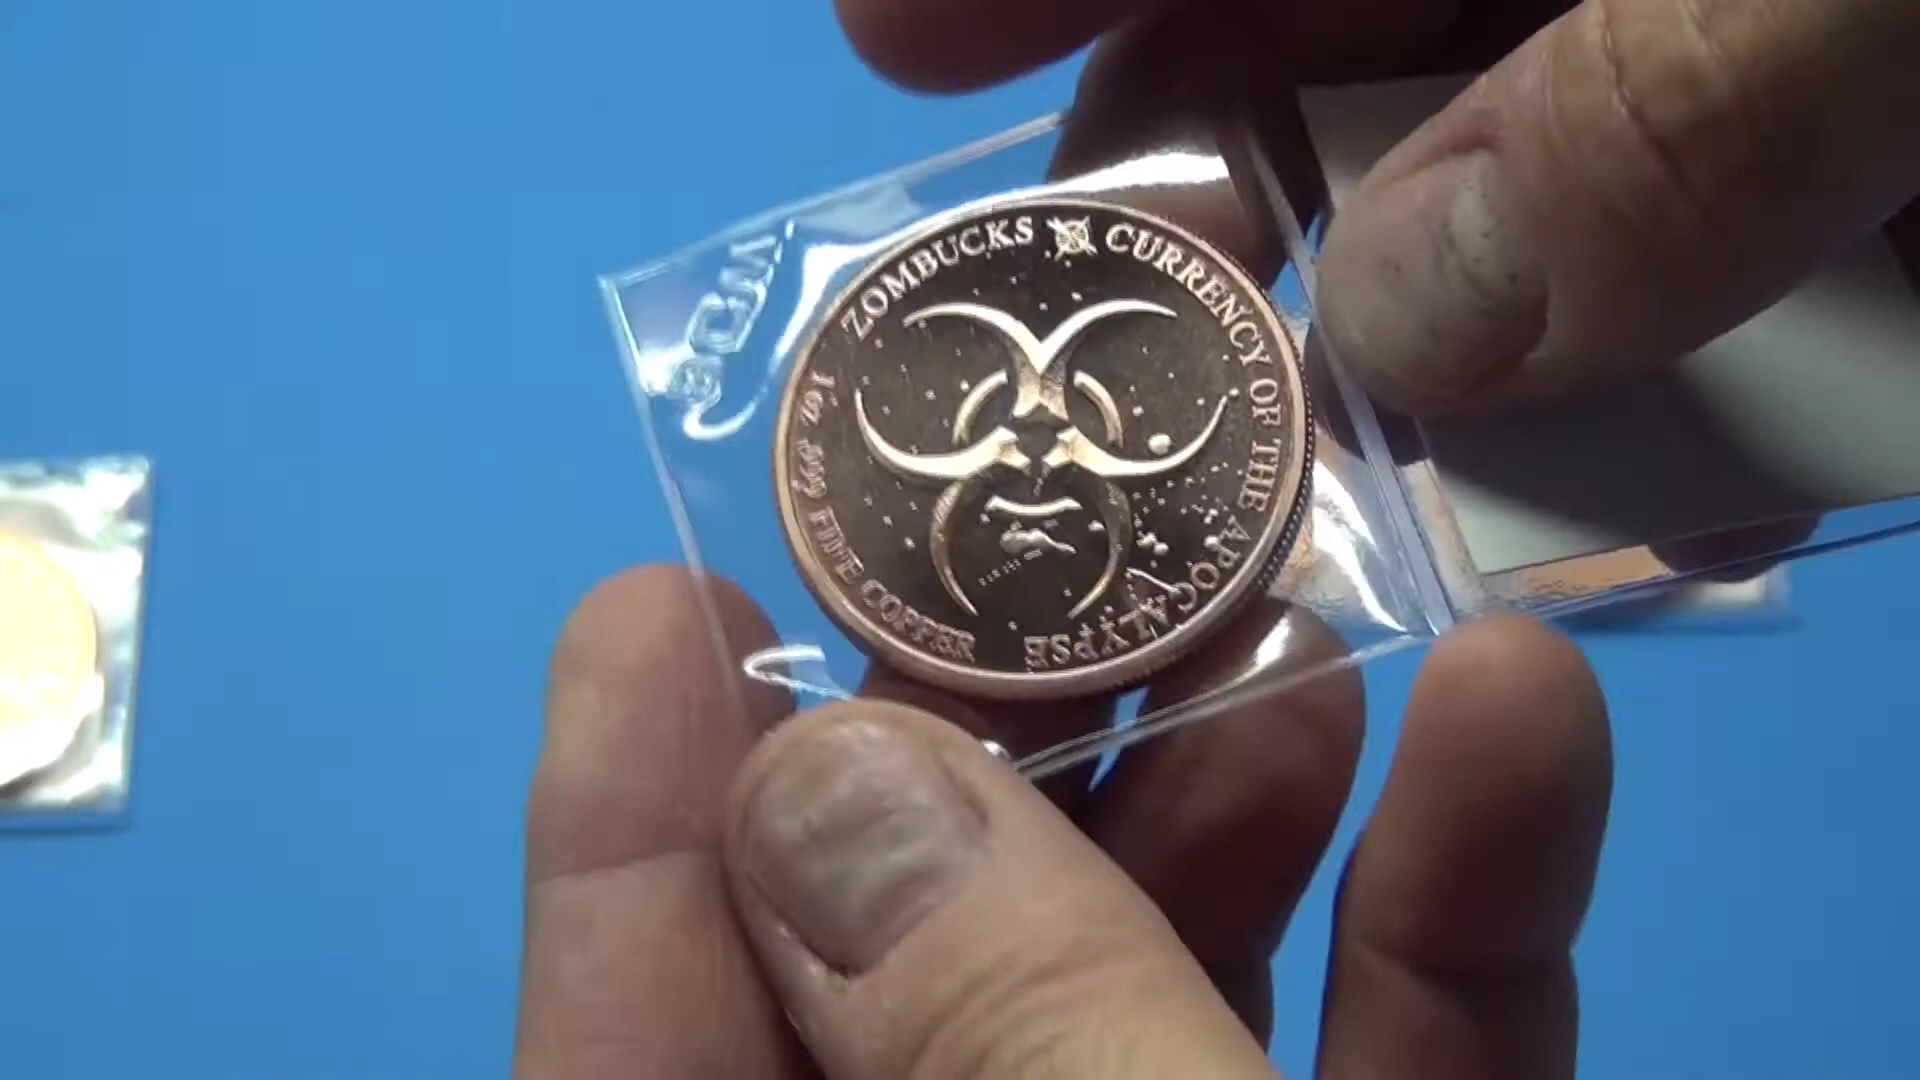 ZOMBUCKS CURRENCY OF THE APOCALYPSE
1 oz .999 FINE COPPER